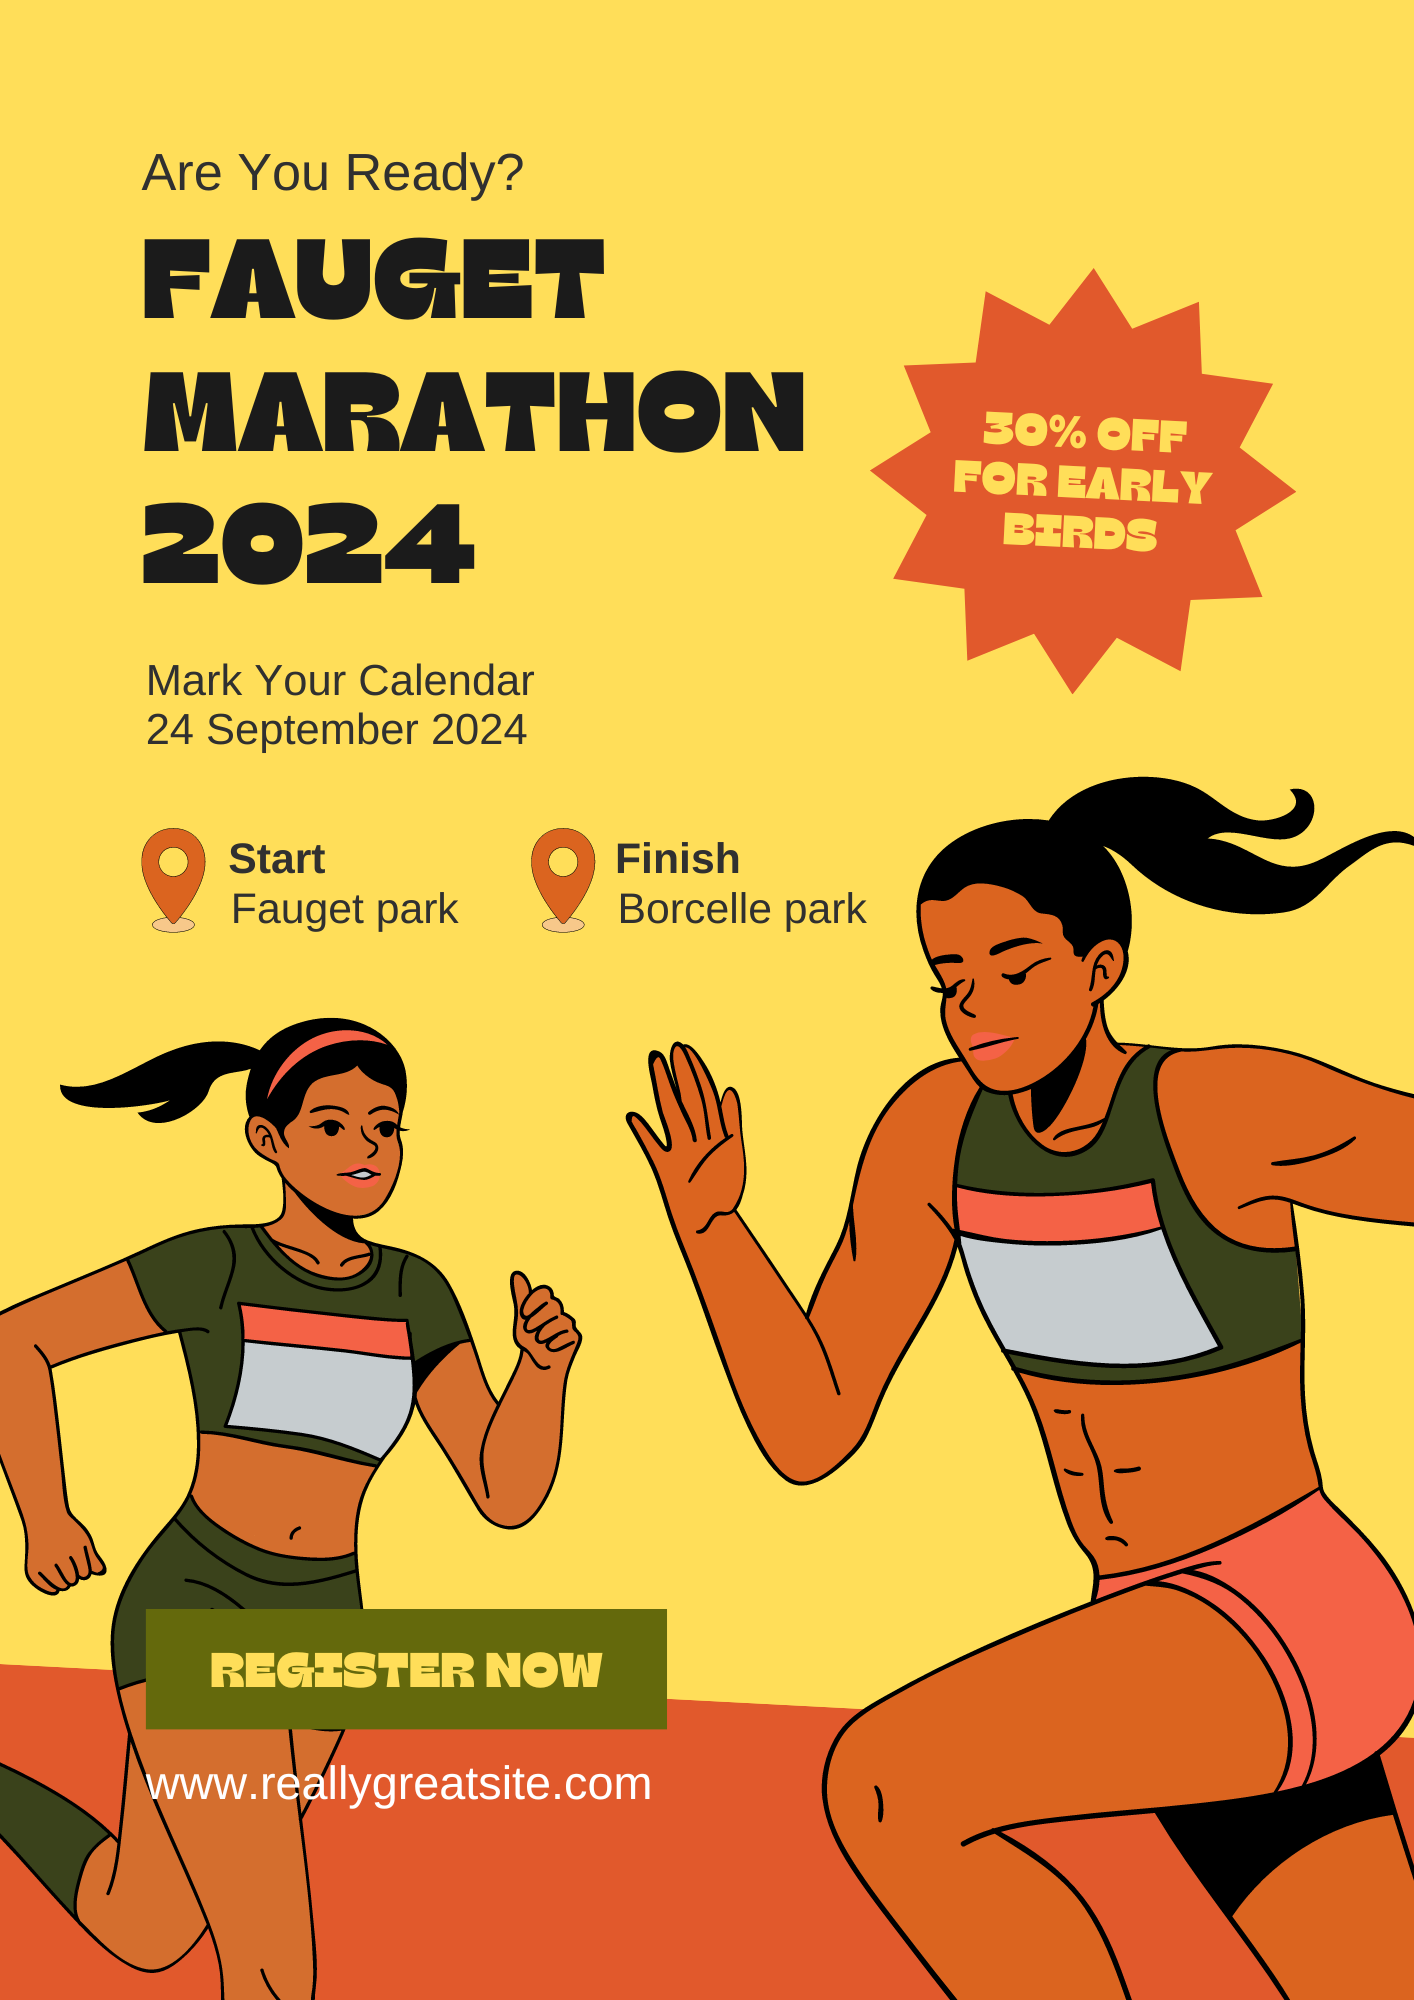 Are You Ready?
FAUGET
MARATHON
2024
30% OFF
FOR EARLY
BIRDS
Mark Your Calendar
24 September 2024
Start
Fauget park
Finish
Borcelle park
REGISTER NOW
www.reallygreatsite.com